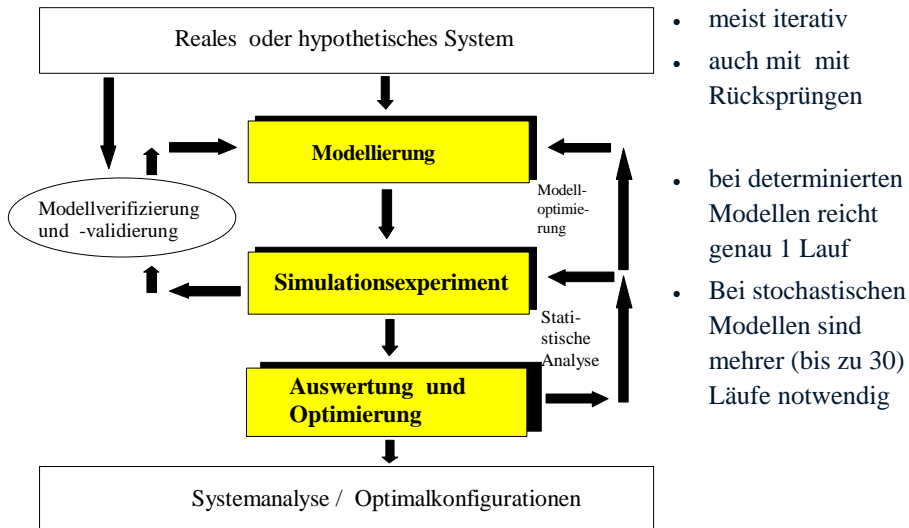 Reales oder hypothetisches System
Modellierung
Modellverifizierung
und -validierung
Modell-
optimie-
rung
Simulationsexperiment
Stati-
stische
Analyse
Auswertung und
Optimierung
Systemanalyse / Optimalkonfigurationen
• meist iterativ
• auch mit mit
Rücksprüngen
• bei determinierten
Modellen reicht
genau 1 Lauf
• Bei stochastischen
Modellen sind
mehrer (bis zu 30)
Läufe notwendig